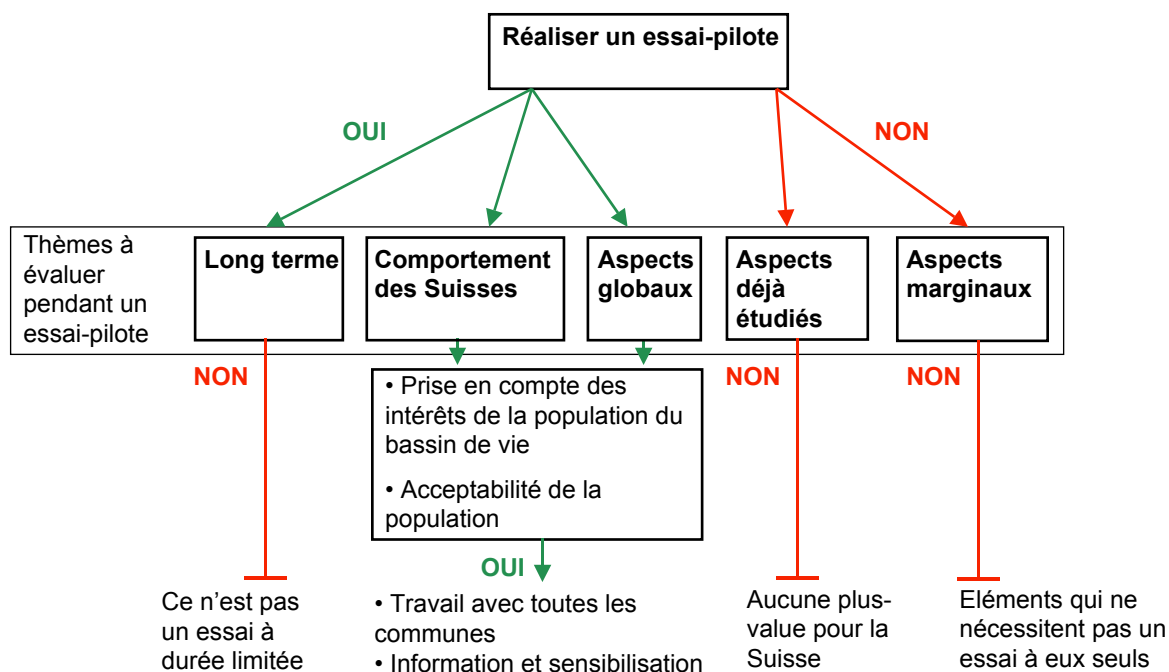 Réaliser un essai-pilote
OUI
NON
Thèmes à
évaluer
pendant un
essai-pilote
Long terme
Comportement
des Suisses
Aspects
globaux
Aspects
déjà
étudiés
Aspects
marginaux
NON
• Prise en compte des
intérêts de la population du
bassin de vie
• Acceptabilité de la
population
NON
NON
OUI
Ce n’est pas
un essai à
durée limitée
• Travail avec toutes les
communes
• Information et sensibilisation
Aucune plus-
value pour la
Suisse
Eléments qui ne
nécessitent pas un
essai à eux seuls